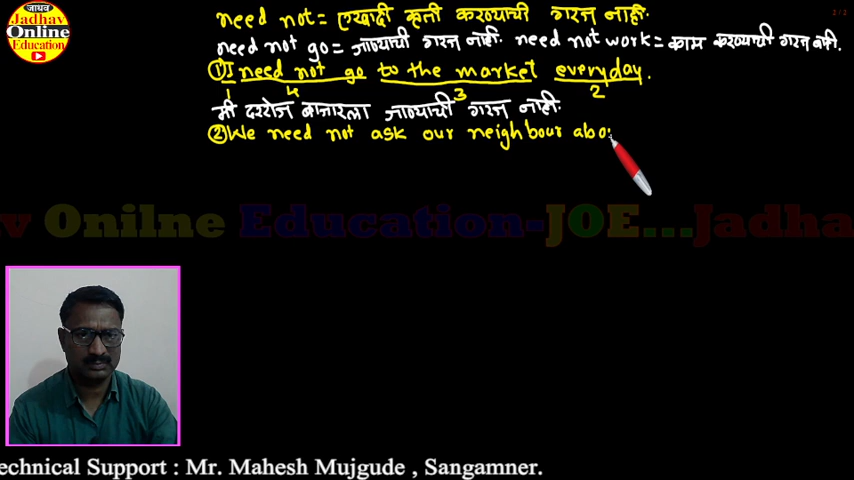 जाधव
Jadhav
Online
Education
need not = एखादी कृती करण्याची गरज नाही.
2/2
need not go = जाण्याची गरज नाही. need not work = काम करण्याची गरज नाही.
① I need not go to the market everyday.
1 4 3 2
मी दररोज बाजारला जाण्याची गरज नाही.
② We need not ask our neighbour abo
v Onilne Education-JOE...Jadha
echnical Support : Mr. Mahesh Mujgude , Sangamner.